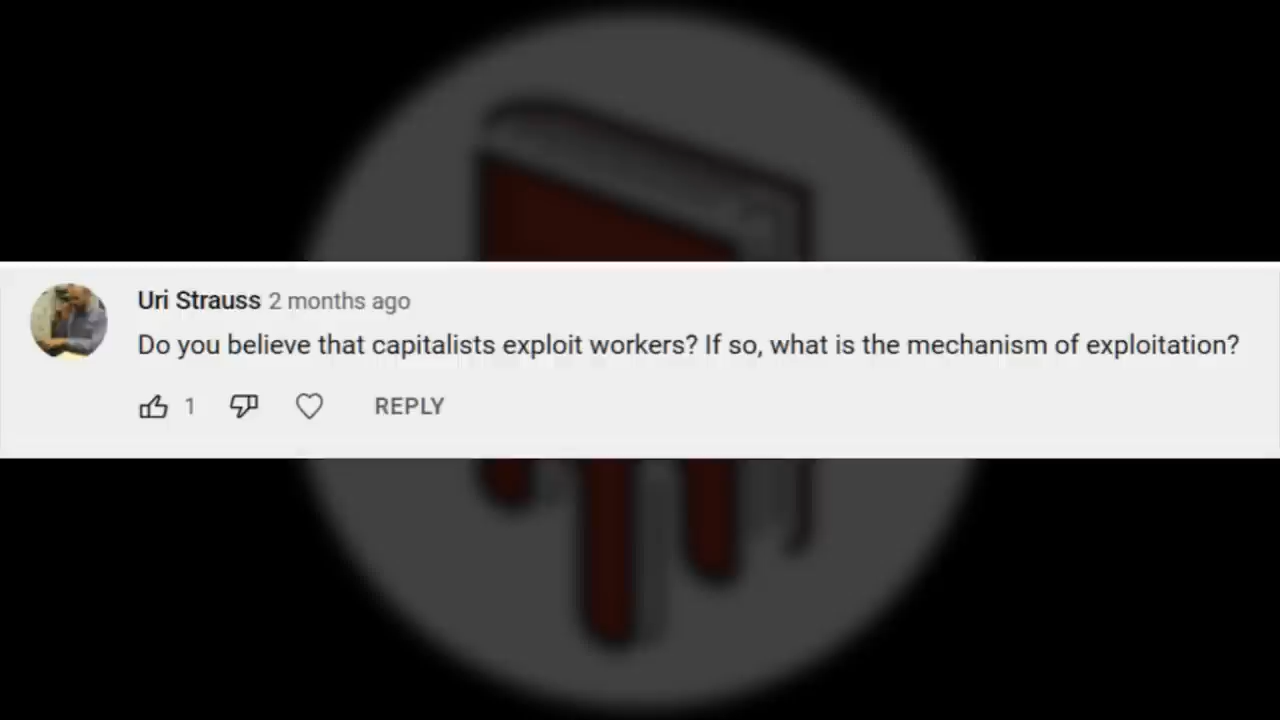 Uri Strauss 2 months ago
Do you believe that capitalists exploit workers? If so, what is the mechanism of exploitation?
1 REPLY